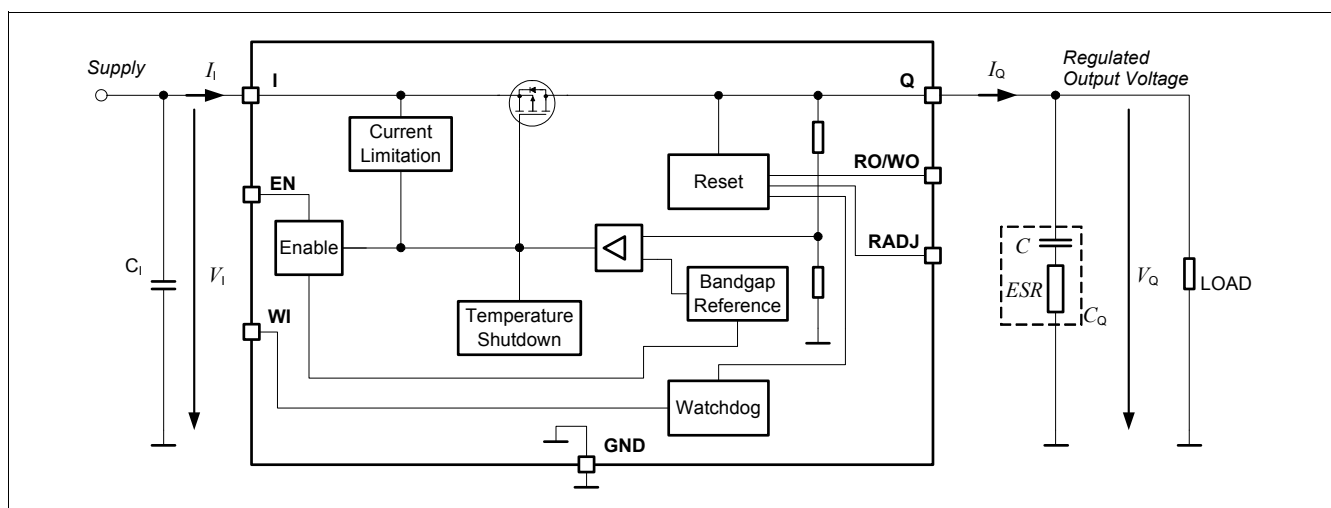 Supply
I_I
I
Q
I_Q
Regulated
Output Voltage
Current
Limitation
RO/WO
Reset
EN
Enable
RADJ
C_I
V_I
Bandgap
Reference
C
ESR
C_Q
V_Q
LOAD
WI
Temperature
Shutdown
Watchdog
GND